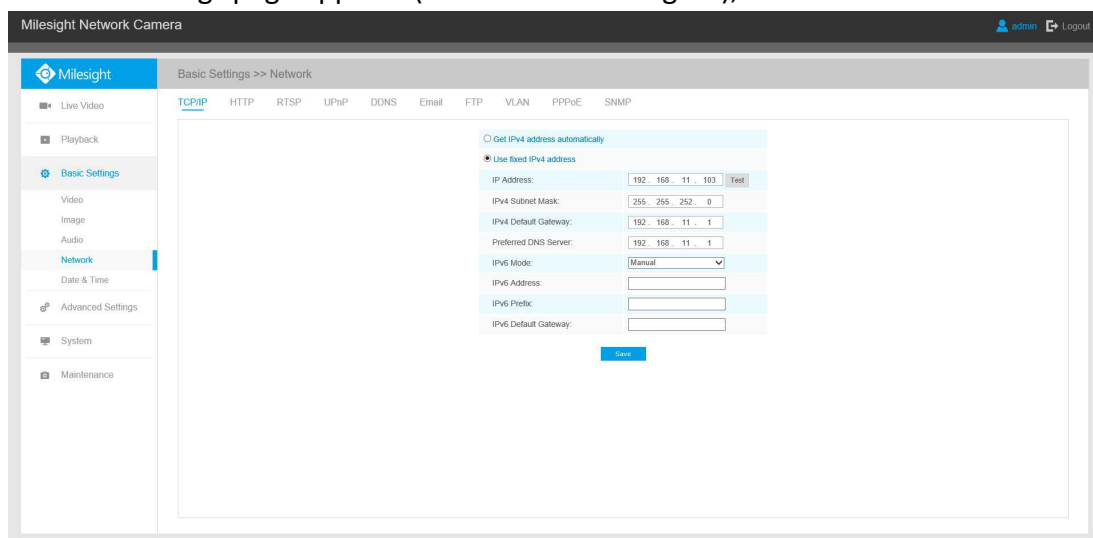 Milesight Network Camera
admin Logout
Milesight
Basic Settings >> Network
Live Video
Playback
Basic Settings
Video
Image
Audio
Network
Date & Time
Advanced Settings
System
Maintenance
TCP/IP HTTP RTSP UPnP DDNS Email FTP VLAN PPPoE SNMP
Get IPv4 address automatically
Use fixed IPv4 address
IP Address: 192 . 168 . 11 . 103 Test
IPv4 Subnet Mask: 255 . 255 . 252 . 0
IPv4 Default Gateway: 192 . 168 . 11 . 1
Preferred DNS Server: 192 . 168 . 11 . 1
IPv6 Mode: Manual
IPv6 Address:
IPv6 Prefix:
IPv6 Default Gateway:
Save